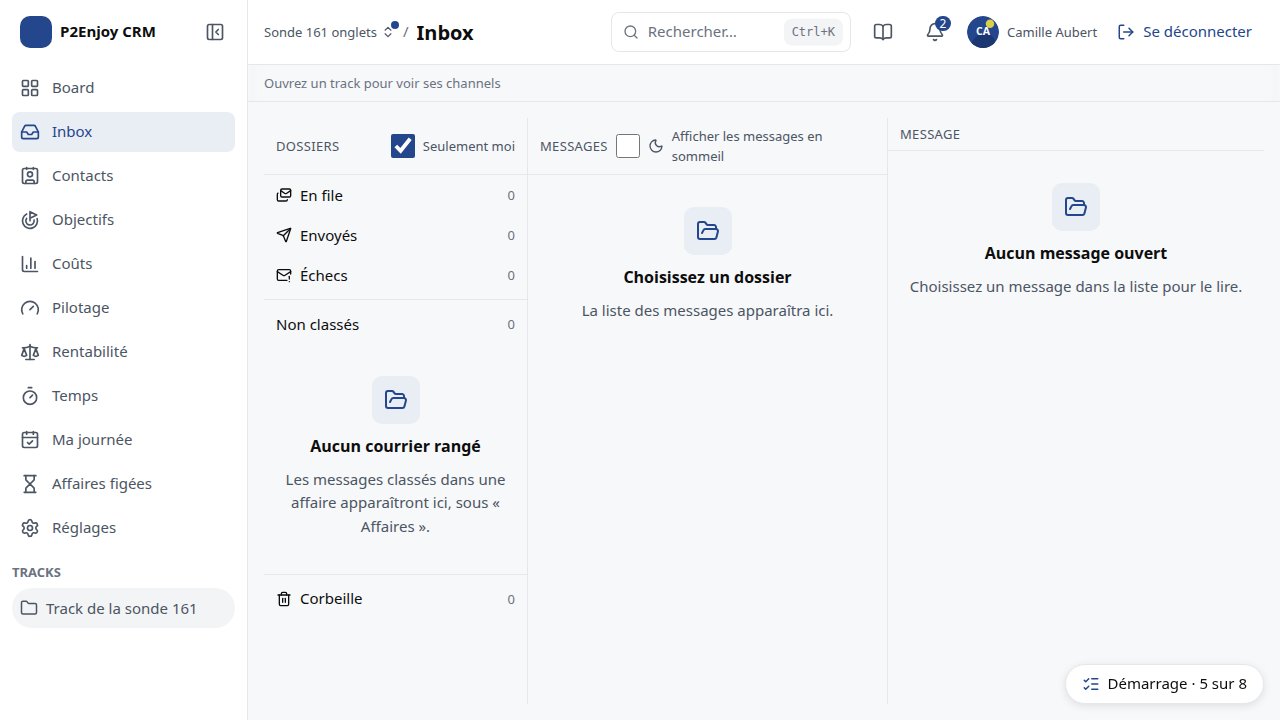 P2Enjoy CRM
Board
Inbox
Contacts
Objectifs
Coûts
Pilotage
Rentabilité
Temps
Ma journée
Affaires figées
Réglages
TRACKS
Track de la sonde 161
Sonde 161 onglets / Inbox
Rechercher... Ctrl+K
2
CA Camille Aubert
Se déconnecter
Ouvrez un track pour voir ses channels
DOSSIERS Seulement moi
En file 0
Envoyés 0
Échecs 0
Non classés 0
Aucun courrier rangé
Les messages classés dans une
affaire apparaîtront ici, sous «
Affaires ».
Corbeille 0
MESSAGES Afficher les messages en
sommeil
Choisissez un dossier
La liste des messages apparaîtra ici.
MESSAGE
Aucun message ouvert
Choisissez un message dans la liste pour le lire.
Démarrage · 5 sur 8